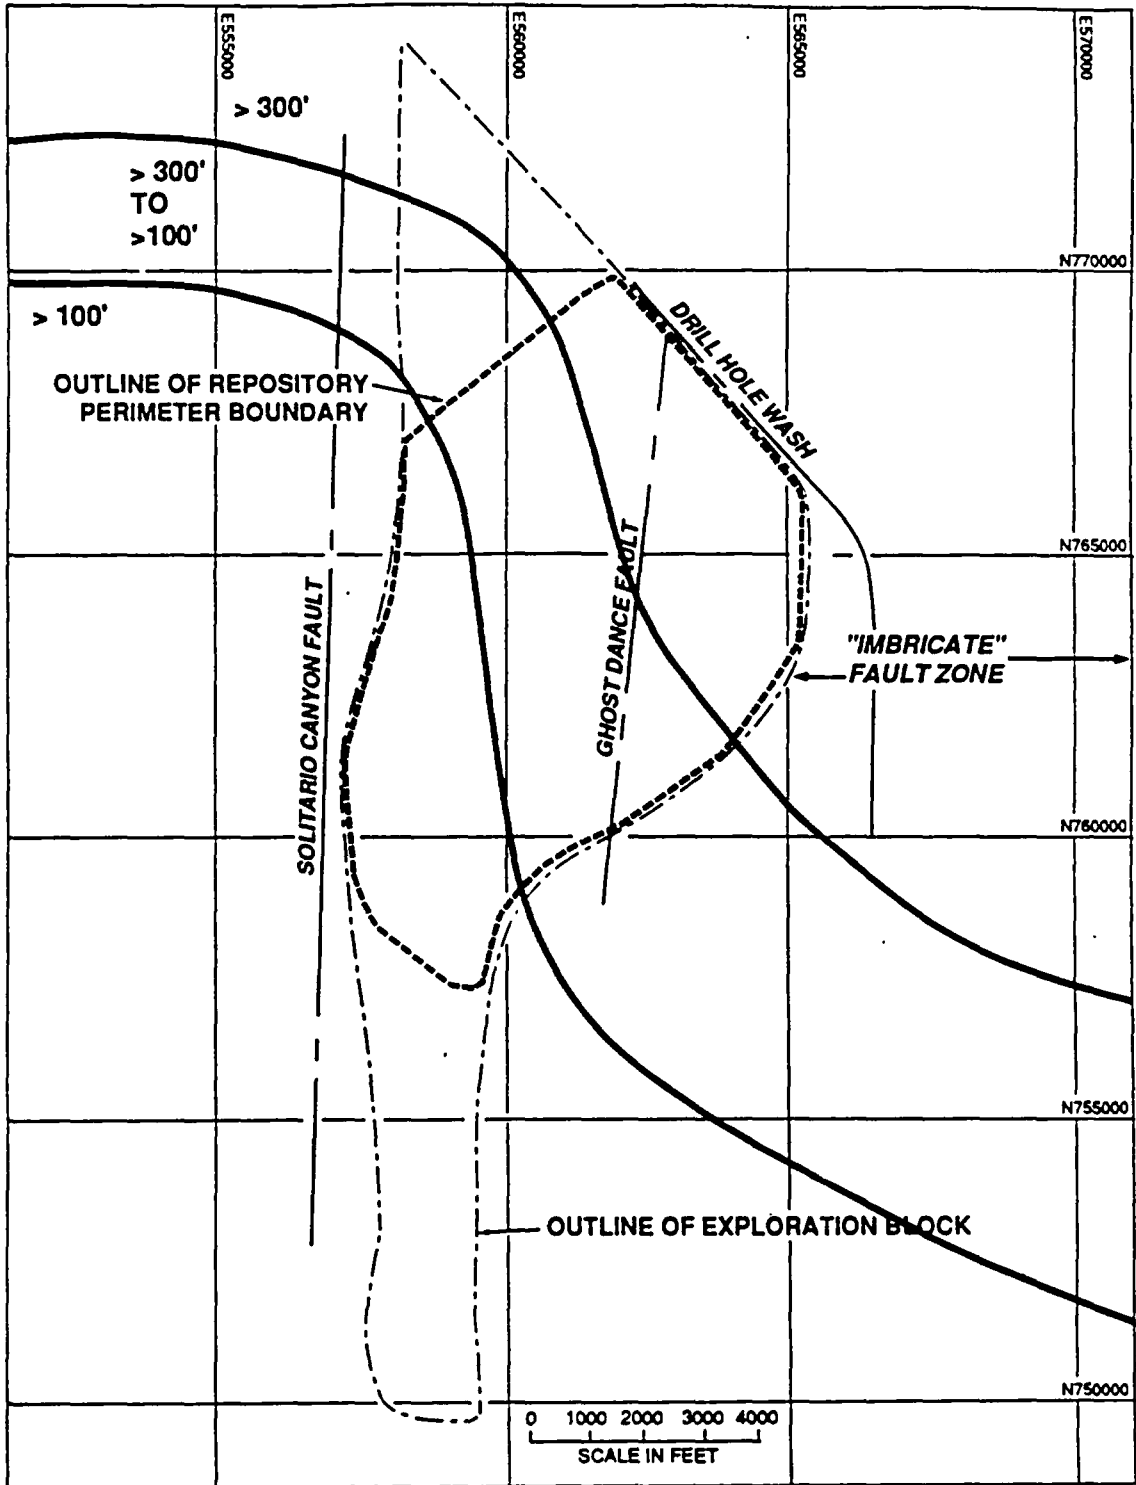 E555000
E560000
E565000
E570000
> 300'
> 300'
TO
>100'
> 100'
N770000
DRILL HOLE WASH
OUTLINE OF REPOSITORY
PERIMETER BOUNDARY
N765000
SOLITARIO CANYON FAULT
GHOST DANCE FAULT
"IMBRICATE"
FAULT ZONE
N760000
N755000
OUTLINE OF EXPLORATION BLOCK
N750000
0 1000 2000 3000 4000
SCALE IN FEET